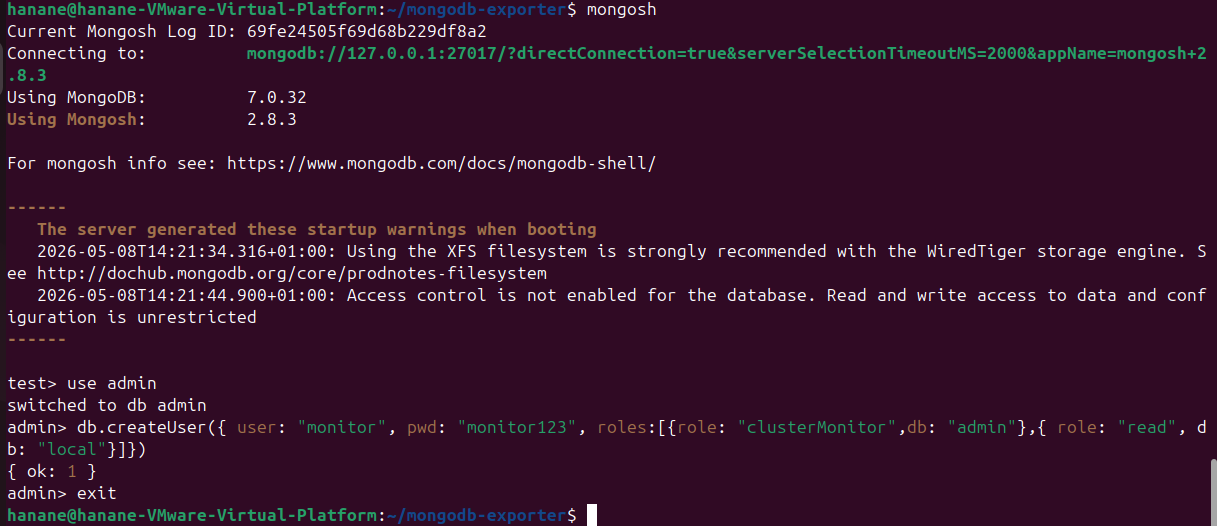 hanane@hanane-VMware-Virtual-Platform:~/mongodb-exporter$ mongosh
Current Mongosh Log ID: 69fe24505f69d68b229df8a2
Connecting to:          mongodb://127.0.0.1:27017/?directConnection=true&serverSelectionTimeoutMS=2000&appName=mongosh+2
.8.3
Using MongoDB:          7.0.32
Using Mongosh:          2.8.3
For mongosh info see: https://www.mongodb.com/docs/mongodb-shell/
------
   The server generated these startup warnings when booting
   2026-05-08T14:21:34.316+01:00: Using the XFS filesystem is strongly recommended with the WiredTiger storage engine. S
ee http://dochub.mongodb.org/core/prodnotes-filesystem
   2026-05-08T14:21:44.900+01:00: Access control is not enabled for the database. Read and write access to data and conf
iguration is unrestricted
------
test> use admin
switched to db admin
admin> db.createUser({ user: "monitor", pwd: "monitor123", roles:[{role: "clusterMonitor",db: "admin"},{ role: "read", d
b: "local"}]})
{ ok: 1 }
admin> exit
hanane@hanane-VMware-Virtual-Platform:~/mongodb-exporter$